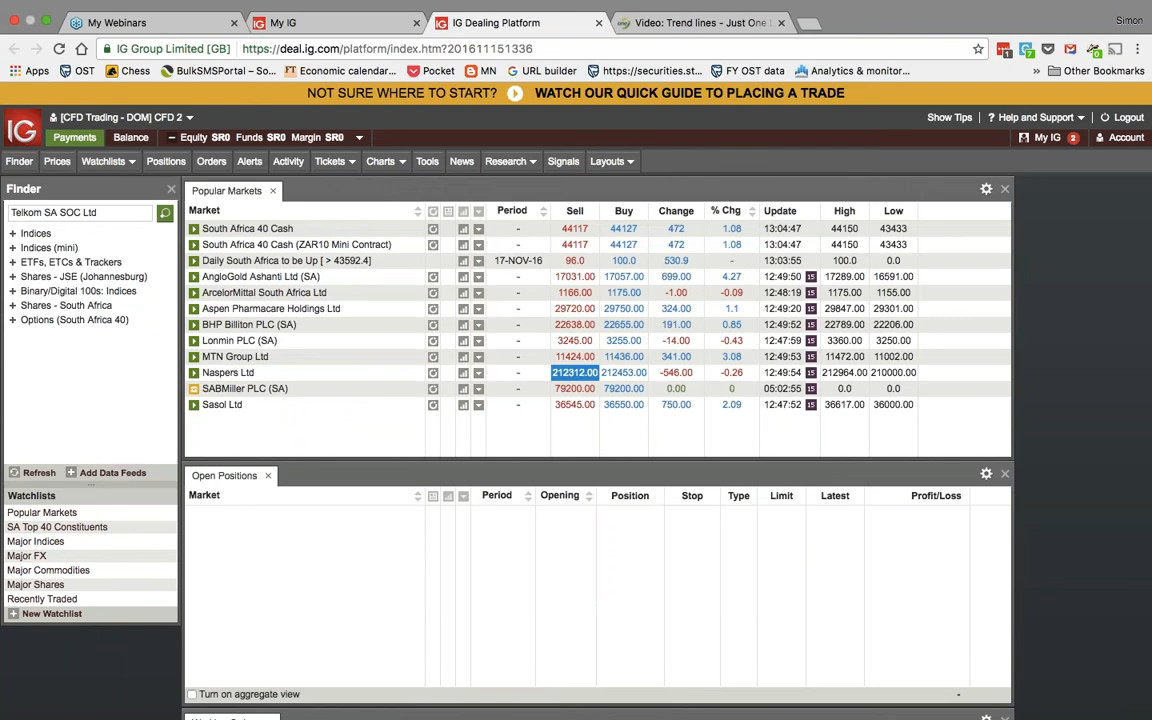 My Webinars
My IG
IG Dealing Platform
Video: Trend lines - Just One L
Simon
IG Group Limited [GB]
https://deal.ig.com/platform/index.htm?201611151336
Apps
OST
Chess
BulkSMSPortal – So...
Economic calendar...
Pocket
MN
URL builder
https://securities.st...
FY OST data
Analytics & monitor...
»
Other Bookmarks
NOT SURE WHERE TO START? WATCH OUR QUICK GUIDE TO PLACING A TRADE
IG
[CFD Trading - DOM] CFD 2
Show Tips
? Help and Support
Logout
Payments
Balance
Equity SR0 Funds SR0 Margin SR0
My IG 2
Account
Finder Prices Watchlists Positions Orders Alerts Activity Tickets Charts Tools News Research Signals Layouts
Finder
Telkom SA SOC Ltd
+ Indices
+ Indices (mini)
+ ETFs, ETCs & Trackers
+ Shares - JSE (Johannesburg)
+ Binary/Digital 100s: Indices
+ Shares - South Africa
+ Options (South Africa 40)
Refresh
Add Data Feeds
Watchlists
Popular Markets
SA Top 40 Constituents
Major Indices
Major FX
Major Commodities
Major Shares
Recently Traded
New Watchlist
Popular Markets
Market Period Sell Buy Change % Chg Update High Low
South Africa 40 Cash - 44117 44127 472 1.08 13:04:47 44150 43433
South Africa 40 Cash (ZAR10 Mini Contract) - 44117 44127 472 1.08 13:04:47 44150 43433
Daily South Africa to be Up [ > 43592.4] 17-NOV-16 96.0 100.0 530.9 - 13:03:55 100.0 0.0
AngloGold Ashanti Ltd (SA) - 17031.00 17057.00 699.00 4.27 12:49:50 15 17289.00 16591.00
ArcelorMittal South Africa Ltd - 1166.00 1175.00 -1.00 -0.09 12:48:19 15 1175.00 1155.00
Aspen Pharmacare Holdings Ltd - 29720.00 29750.00 324.00 1.1 12:49:20 15 29847.00 29301.00
BHP Billiton PLC (SA) - 22638.00 22655.00 191.00 0.85 12:49:52 15 22789.00 22206.00
Lonmin PLC (SA) - 3245.00 3255.00 -14.00 -0.43 12:47:59 15 3360.00 3250.00
MTN Group Ltd - 11424.00 11436.00 341.00 3.08 12:49:53 15 11472.00 11002.00
Naspers Ltd - 212312.00 212453.00 -546.00 -0.26 12:49:54 15 212964.00 210000.00
SABMiller PLC (SA) - 79200.00 79200.00 0.00 0 05:02:55 15 0.0 0.0
Sasol Ltd - 36545.00 36550.00 750.00 2.09 12:47:52 15 36617.00 36000.00
Open Positions
Market Period Opening Position Stop Type Limit Latest Profit/Loss
Turn on aggregate view
-